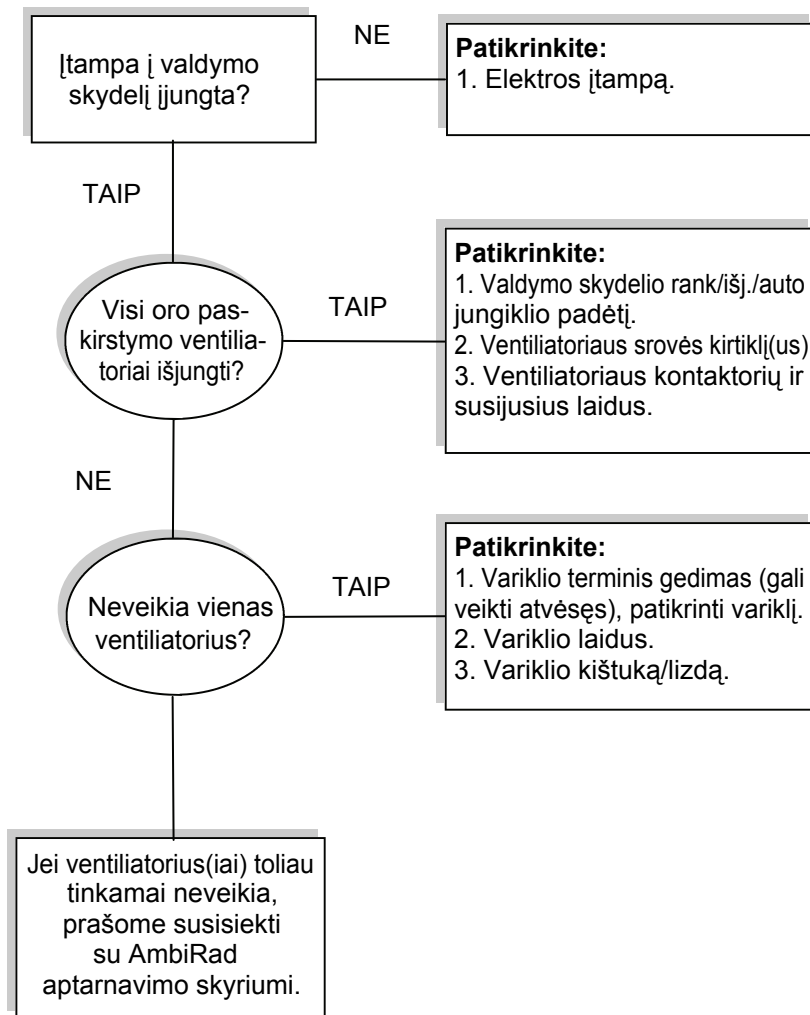 Įtampa į valdymo
skydelį įjungta?
NE
Patikrinkite:
1. Elektros įtampą.
TAIP
Visi oro pas-
kirstymo ventilia-
toriai išjungti?
TAIP
Patikrinkite:
1. Valdymo skydelio rank/išj./auto
jungiklio padėtį.
2. Ventiliatoriaus srovės kirtiklį(us)
3. Ventiliatoriaus kontaktorių ir
susijusius laidus.
NE
Neveikia vienas
ventiliatorius?
TAIP
Patikrinkite:
1. Variklio terminis gedimas (gali
veikti atvėsęs), patikrinti variklį.
2. Variklio laidus.
3. Variklio kištuką/lizdą.
Jei ventiliatorius(iai) toliau
tinkamai neveikia,
prašome susisiekti
su AmbiRad
aptarnavimo skyriumi.